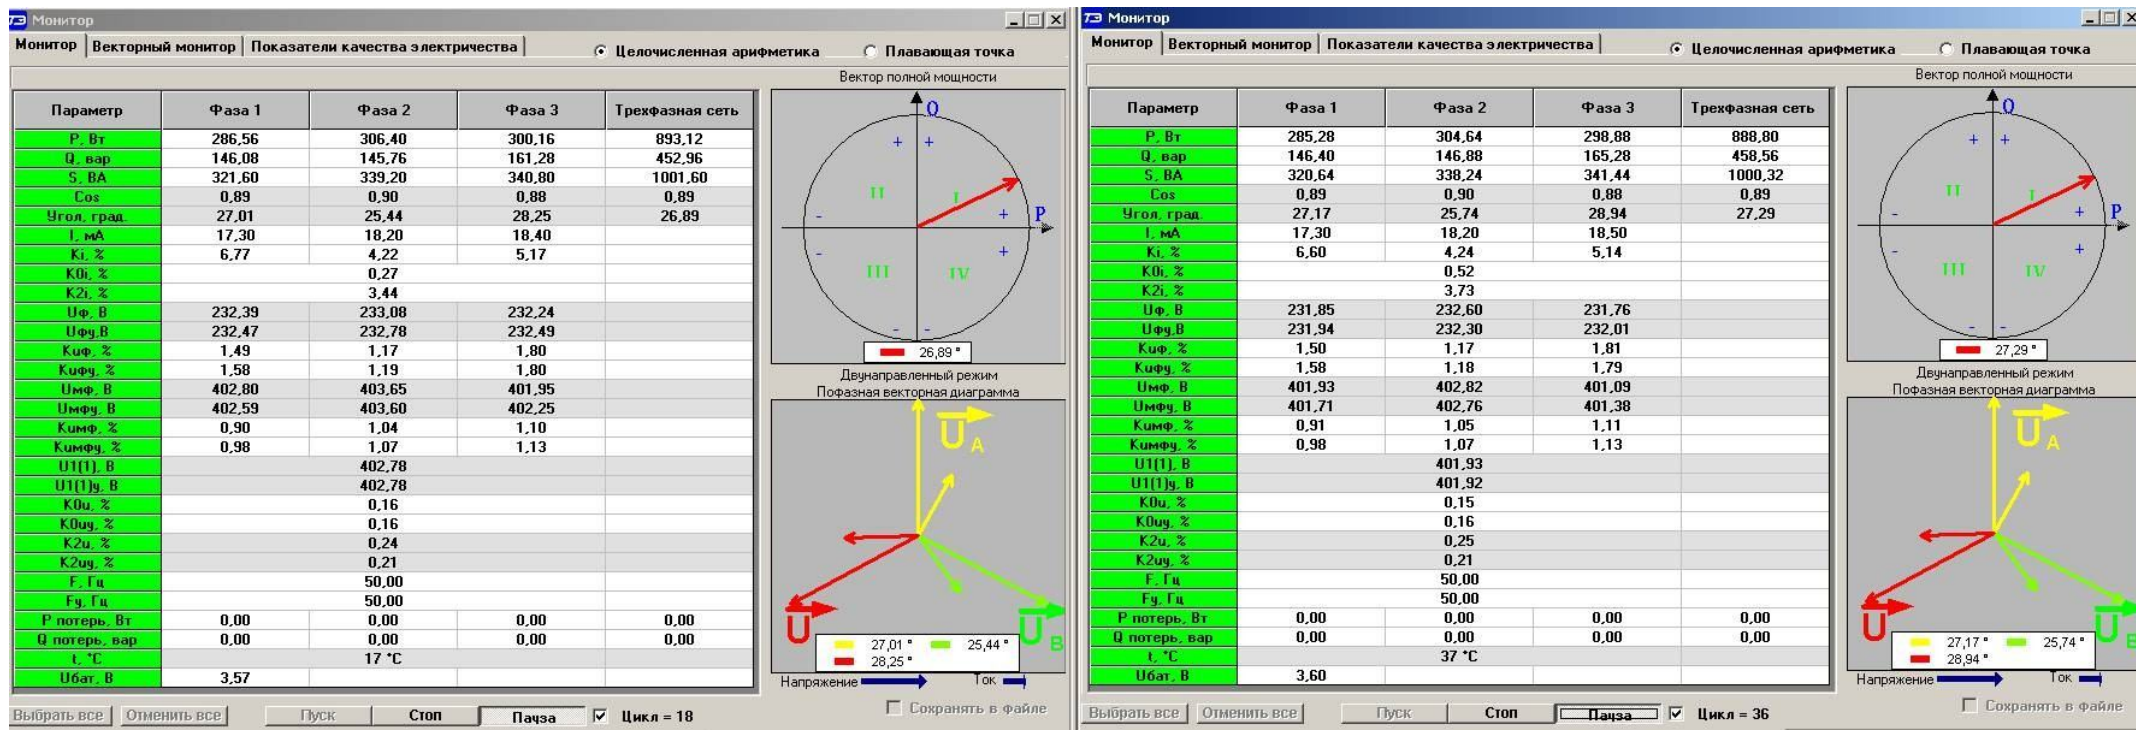 ТЭ Монитор
Монитор Векторный монитор Показатели качества электричества Целочисленная арифметика Плавающая точка
Вектор полной мощности
Параметр Фаза 1 Фаза 2 Фаза 3 Трехфазная сеть
P, Вт 286,56 306,40 300,16 893,12
Q, вар 146,08 145,76 161,28 452,96
S, ВА 321,60 339,20 340,80 1001,60
Cos 0,89 0,90 0,88 0,89
Угол, град. 27,01 25,44 28,25 26,89
I, мА 17,30 18,20 18,40
Ki, % 6,77 4,22 5,17
K0i, % 0,27
K2i, % 3,44
Uф, В 232,39 233,08 232,24
Uфу,В 232,47 232,78 232,49
Kuф, % 1,49 1,17 1,80
Kuфу, % 1,58 1,19 1,80
Uмф, В 402,80 403,65 401,95
Uмфу, В 402,59 403,60 402,25
Kuмф, % 0,90 1,04 1,10
Kuмфу, % 0,98 1,07 1,13
U1(1), В 402,78
U1(1)у, В 402,78
K0u, % 0,16
K0uу, % 0,16
K2u, % 0,24
K2uу, % 0,21
F, Гц 50,00
Fу, Гц 50,00
P потерь, Вт 0,00 0,00 0,00 0,00
Q потерь, вар 0,00 0,00 0,00 0,00
t, °C 17 °C
Uбат, В 3,57
Q
+ +
II I
- + P
- +
III IV
- -
26,89 °
Двунаправленный режим
Пофазная векторная диаграмма
U A
U
U B
27,01 ° 25,44 °
28,25 °
Напряжение Ток
Выбрать все Отменить все Пуск Стоп Пауза Цикл = 18 Сохранять в файле
ТЭ Монитор
Монитор Векторный монитор Показатели качества электричества Целочисленная арифметика Плавающая точка
Вектор полной мощности
Параметр Фаза 1 Фаза 2 Фаза 3 Трехфазная сеть
P, Вт 285,28 304,64 298,88 888,80
Q, вар 146,40 146,88 165,28 458,56
S, ВА 320,64 338,24 341,44 1000,32
Cos 0,89 0,90 0,88 0,89
Угол, град. 27,17 25,74 28,94 27,29
I, мА 17,30 18,20 18,50
Ki, % 6,60 4,24 5,14
K0i, % 0,52
K2i, % 3,73
Uф, В 231,85 232,60 231,76
Uфу,В 231,94 232,30 232,01
Kuф, % 1,50 1,17 1,81
Kuфу, % 1,58 1,18 1,79
Uмф, В 401,93 402,82 401,09
Uмфу, В 401,71 402,76 401,38
Kuмф, % 0,91 1,05 1,11
Kuмфу, % 0,98 1,07 1,13
U1(1), В 401,93
U1(1)у, В 401,92
K0u, % 0,15
K0uу, % 0,16
K2u, % 0,25
K2uу, % 0,21
F, Гц 50,00
Fу, Гц 50,00
P потерь, Вт 0,00 0,00 0,00 0,00
Q потерь, вар 0,00 0,00 0,00 0,00
t, °C 37 °C
Uбат, В 3,60
Q
+ +
II I
- + P
- +
III IV
- -
27,29 °
Двунаправленный режим
Пофазная векторная диаграмма
U A
U
U B
27,17 ° 25,74 °
28,94 °
Напряжение Ток
Выбрать все Отменить все Пуск Стоп Пауза Цикл = 36 Сохранять в файле